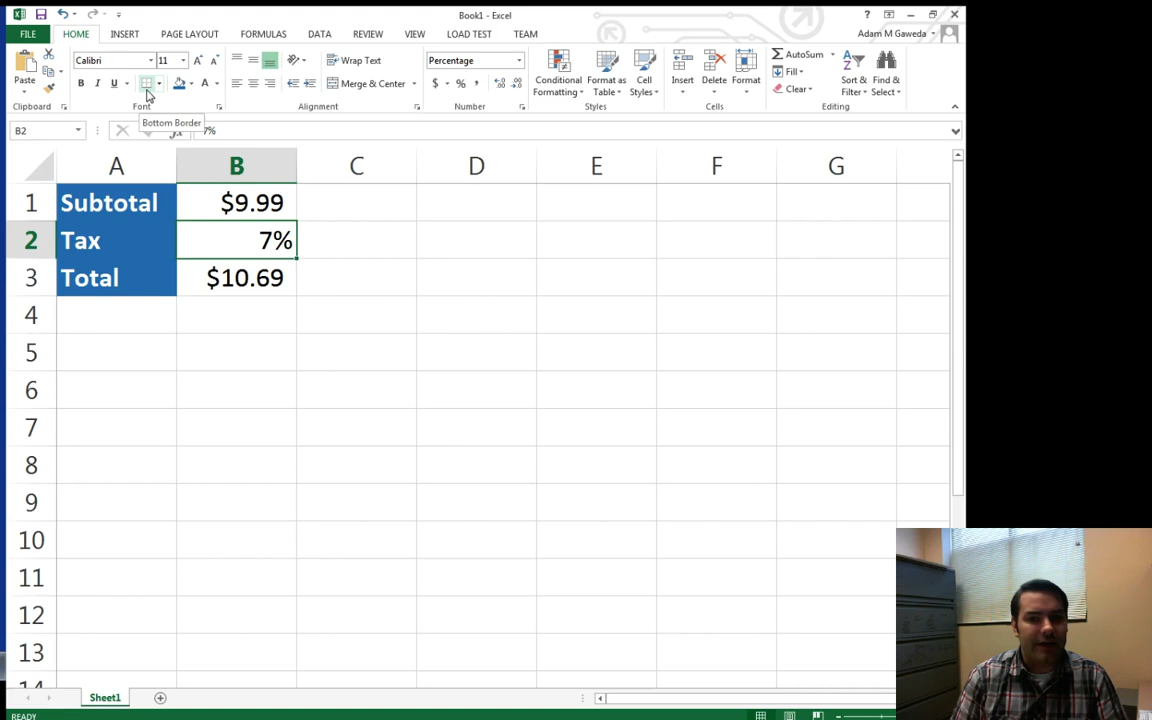 Book1 - Excel
FILE HOME INSERT PAGE LAYOUT FORMULAS DATA REVIEW VIEW LOAD TEST TEAM
Adam M Gaweda
Calibri 11
Wrap Text
Percentage
AutoSum
Fill
Clear
Paste
B I U
Merge & Center
$ % ,
Conditional Formatting
Format as Table
Cell Styles
Insert Delete Format
Sort & Filter
Find & Select
Clipboard Font Alignment Number Styles Cells Editing
Bottom Border
B2 7%
A B C D E F G
1 Subtotal $9.99
2 Tax 7%
3 Total $10.69
4
5
6
7
8
9
10
11
12
13
14
Sheet1
READY